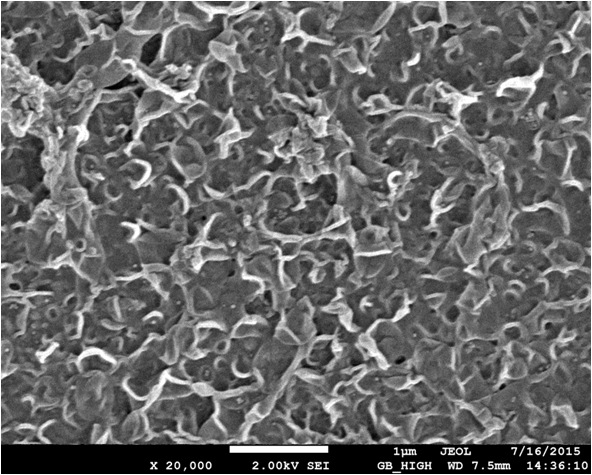 1μm JEOL 7/16/2015
X 20,000 2.00kV SEI GB_HIGH WD 7.5mm 14:36:10